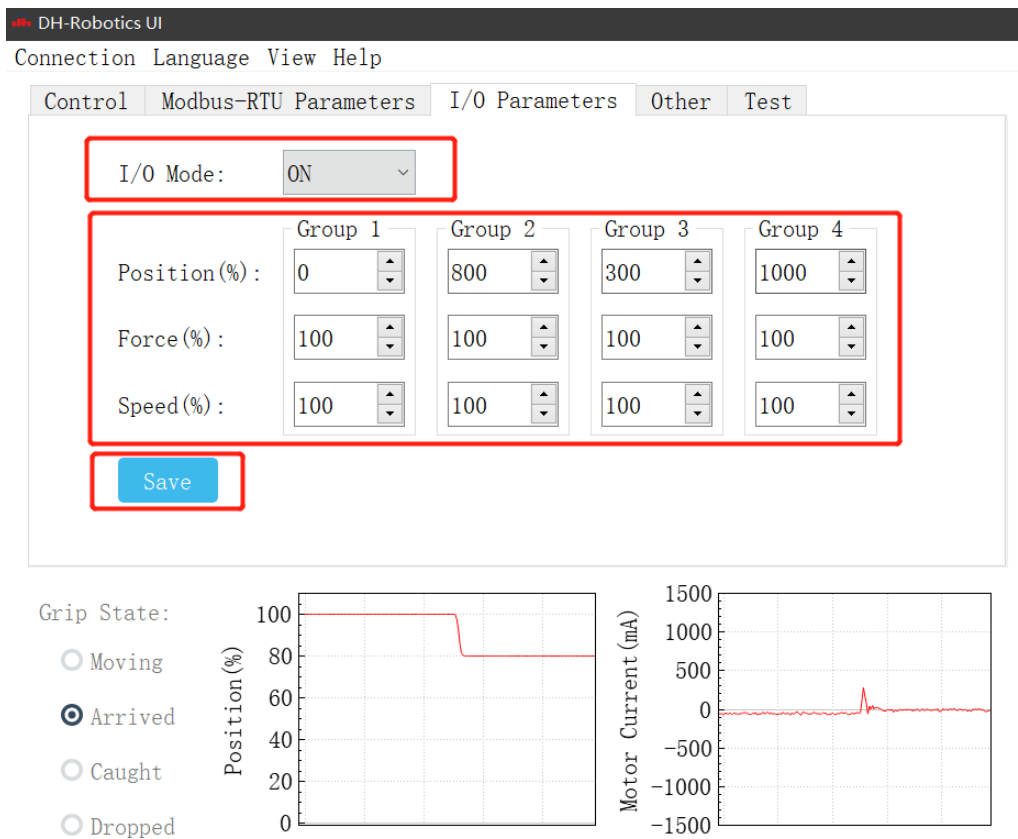 DH-Robotics UI
Connection Language View Help
Control Modbus-RTU Parameters I/O Parameters Other Test
I/O Mode: ON
Group 1 Group 2 Group 3 Group 4
Position(%): 0 800 300 1000
Force(%): 100 100 100 100
Speed(%): 100 100 100 100
Save
Grip State:
Moving
Arrived
Caught
Dropped
Position(%)
100
80
60
40
20
0
Motor Current(mA)
1500
1000
500
0
-500
-1000
-1500